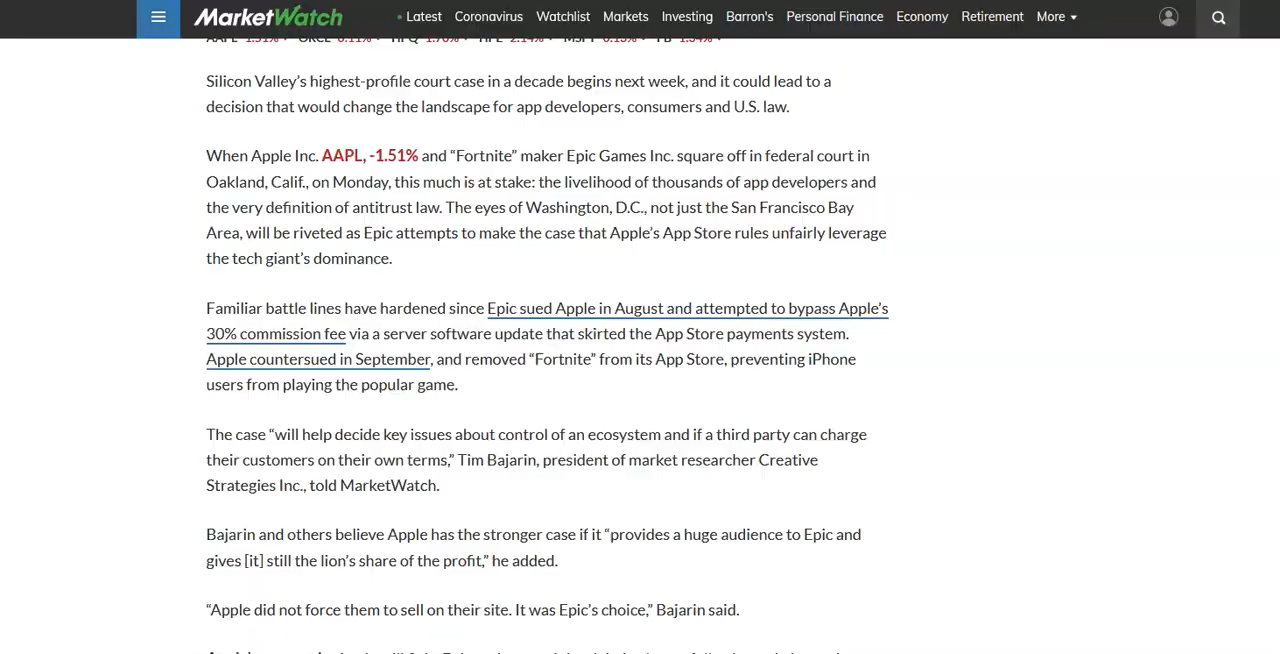 MarketWatch
Latest Coronavirus Watchlist Markets Investing Barron's Personal Finance Economy Retirement More
AAPL -1.51% ORCL HPQ HPE MSFT FB
Silicon Valley’s highest-profile court case in a decade begins next week, and it could lead to a
decision that would change the landscape for app developers, consumers and U.S. law.
When Apple Inc. AAPL, -1.51% and “Fortnite” maker Epic Games Inc. square off in federal court in
Oakland, Calif., on Monday, this much is at stake: the livelihood of thousands of app developers and
the very definition of antitrust law. The eyes of Washington, D.C., not just the San Francisco Bay
Area, will be riveted as Epic attempts to make the case that Apple’s App Store rules unfairly leverage
the tech giant’s dominance.
Familiar battle lines have hardened since Epic sued Apple in August and attempted to bypass Apple’s
30% commission fee via a server software update that skirted the App Store payments system.
Apple countersued in September, and removed “Fortnite” from its App Store, preventing iPhone
users from playing the popular game.
The case “will help decide key issues about control of an ecosystem and if a third party can charge
their customers on their own terms,” Tim Bajarin, president of market researcher Creative
Strategies Inc., told MarketWatch.
Bajarin and others believe Apple has the stronger case if it “provides a huge audience to Epic and
gives [it] still the lion’s share of the profit,” he added.
“Apple did not force them to sell on their site. It was Epic’s choice,” Bajarin said.